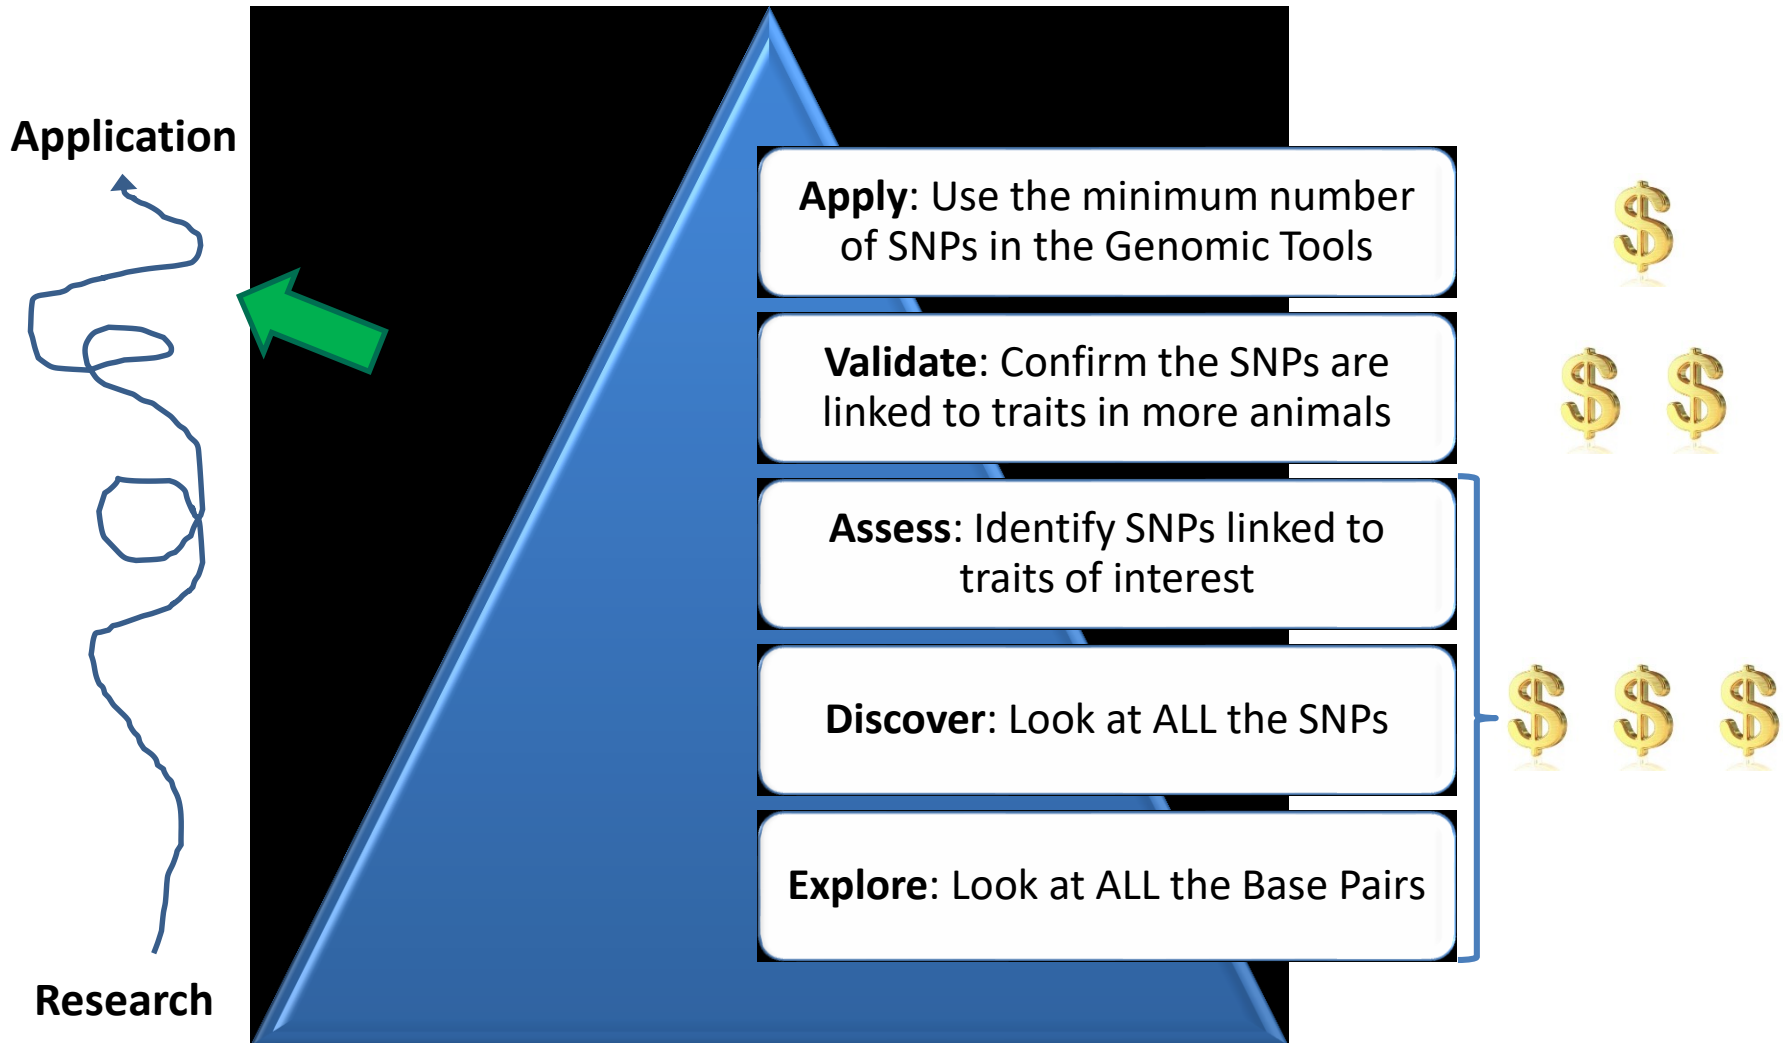 Application
Apply: Use the minimum number
of SNPs in the Genomic Tools
Validate: Confirm the SNPs are
linked to traits in more animals
Assess: Identify SNPs linked to
traits of interest
Discover: Look at ALL the SNPs
Explore: Look at ALL the Base Pairs
Research
$
$ $
$ $ $